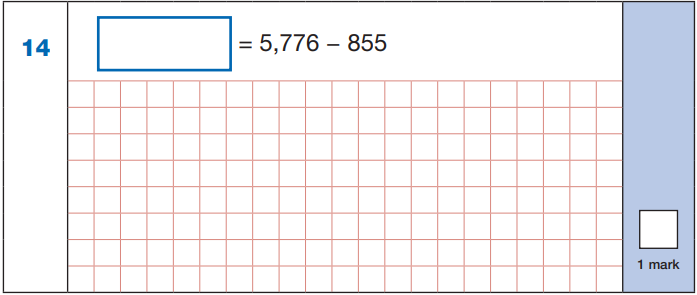 14
= 5,776 – 855
1 mark